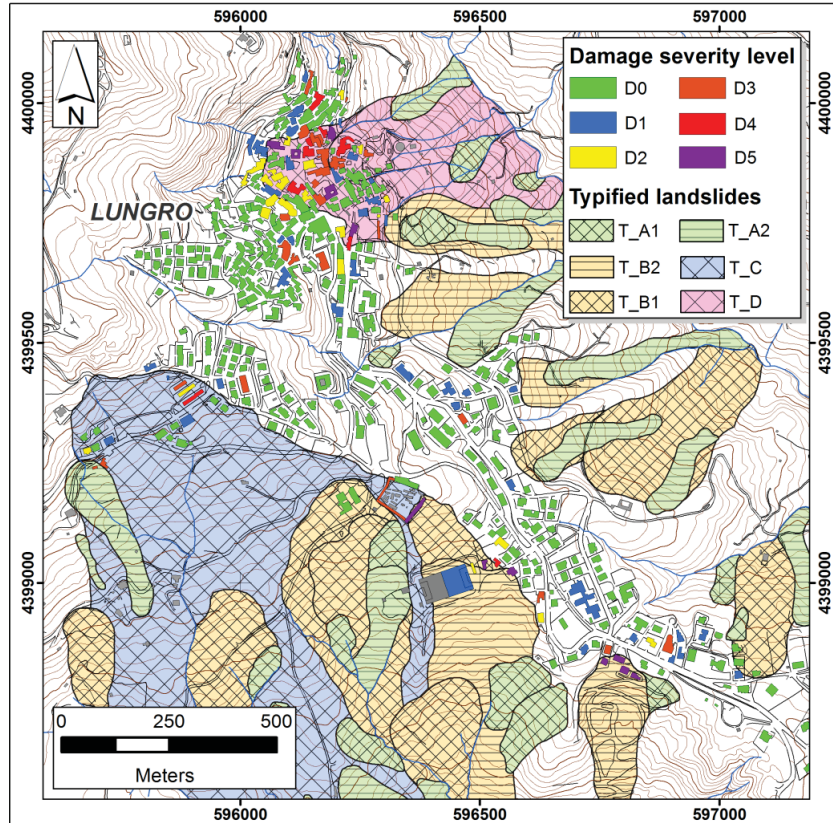 596000 596500 597000
4400000
4400000
N
Damage severity level
D0 D3
D1 D4
D2 D5
Typified landslides
T_A1 T_A2
T_B2 T_C
T_B1 T_D
LUNGRO
4399500
4399500
4399000
4399000
0 250 500
Meters
596000 596500 597000